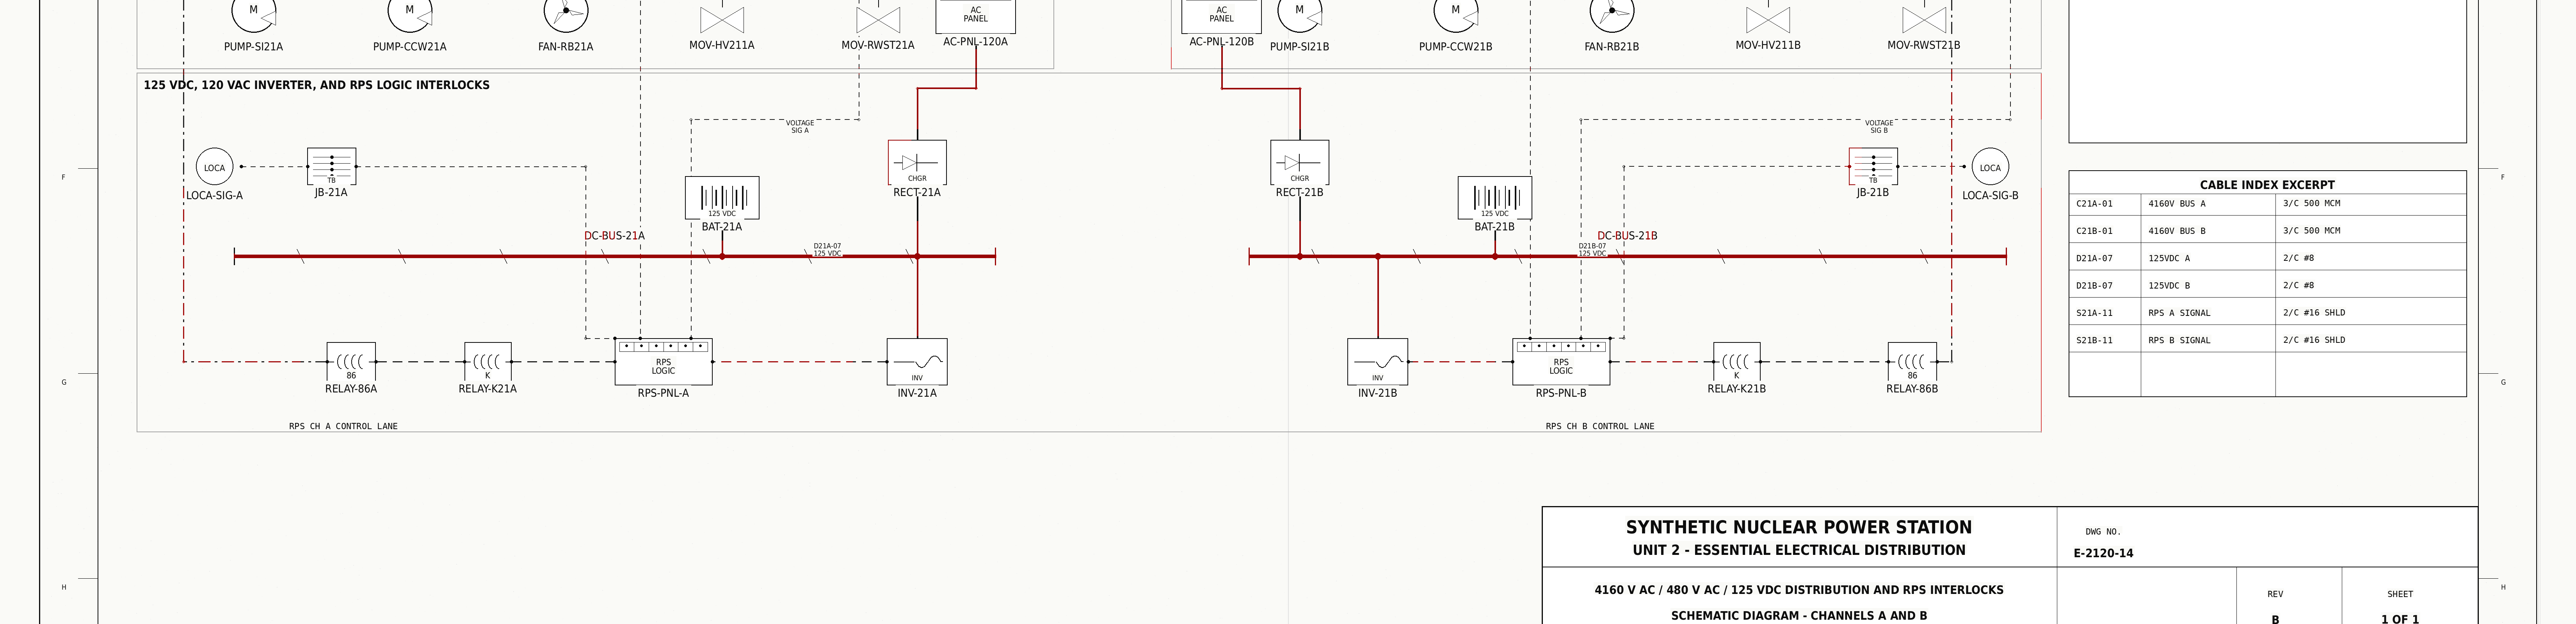 M
M
AC
PANEL
AC
PANEL
M
M
PUMP-SI21A
PUMP-CCW21A
FAN-RB21A
MOV-HV211A
MOV-RWST21A
AC-PNL-120A
AC-PNL-120B
PUMP-SI21B
PUMP-CCW21B
FAN-RB21B
MOV-HV211B
MOV-RWST21B
125 VDC, 120 VAC INVERTER, AND RPS LOGIC INTERLOCKS
VOLTAGE
SIG A
VOLTAGE
SIG B
LOCA
LOCA-SIG-A
TB
JB-21A
125 VDC
BAT-21A
CHGR
RECT-21A
CHGR
RECT-21B
125 VDC
BAT-21B
TB
JB-21B
LOCA
LOCA-SIG-B
F
F
DC-BUS-21A
D21A-07
125 VDC
DC-BUS-21B
D21B-07
125 VDC
86
RELAY-86A
K
RELAY-K21A
RPS
LOGIC
RPS-PNL-A
INV
INV-21A
INV
INV-21B
RPS
LOGIC
RPS-PNL-B
K
RELAY-K21B
86
RELAY-86B
G
G
RPS CH A CONTROL LANE
RPS CH B CONTROL LANE
CABLE INDEX EXCERPT
C21A-01 4160V BUS A 3/C 500 MCM
C21B-01 4160V BUS B 3/C 500 MCM
D21A-07 125VDC A 2/C #8
D21B-07 125VDC B 2/C #8
S21A-11 RPS A SIGNAL 2/C #16 SHLD
S21B-11 RPS B SIGNAL 2/C #16 SHLD
SYNTHETIC NUCLEAR POWER STATION
UNIT 2 - ESSENTIAL ELECTRICAL DISTRIBUTION
DWG NO.
E-2120-14
4160 V AC / 480 V AC / 125 VDC DISTRIBUTION AND RPS INTERLOCKS
SCHEMATIC DIAGRAM - CHANNELS A AND B
REV
B
SHEET
1 OF 1
H
H